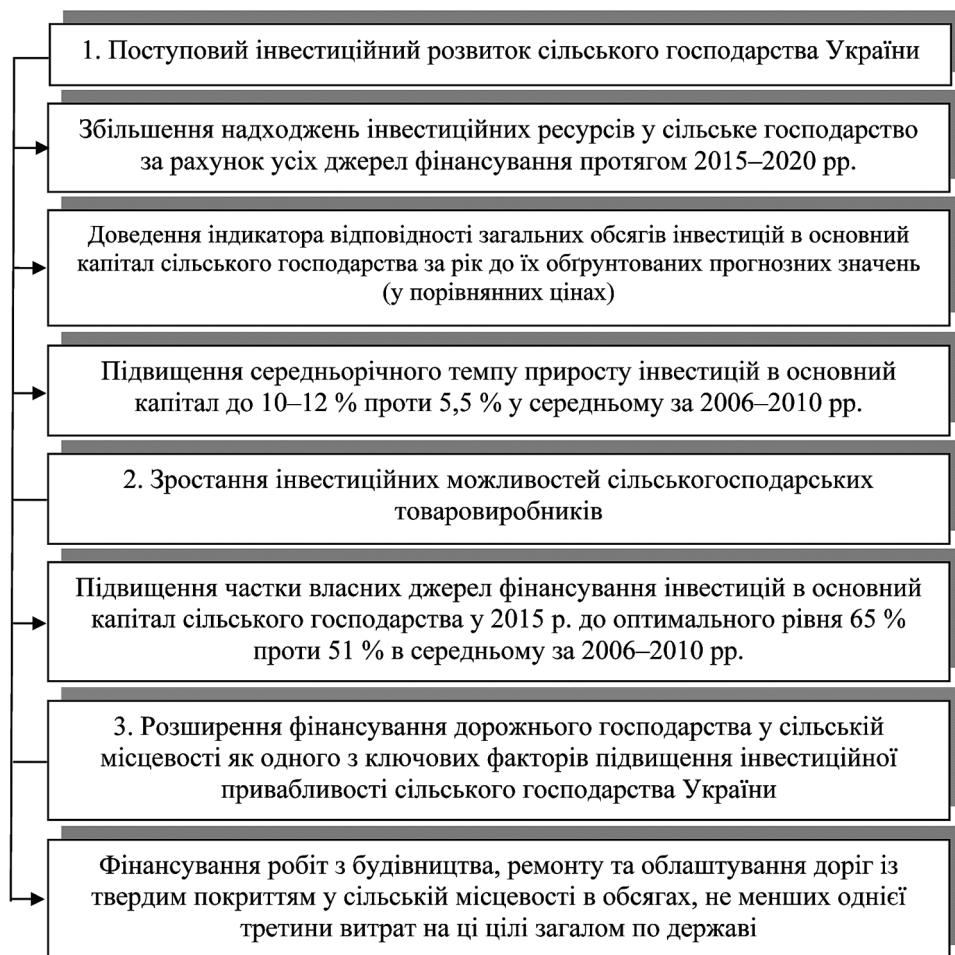 1. Поступовий інвестиційний розвиток сільського господарства України
Збільшення надходжень інвестиційних ресурсів у сільське господарство
за рахунок усіх джерел фінансування протягом 2015–2020 рр.
Доведення індикатора відповідності загальних обсягів інвестицій в основний
капітал сільського господарства за рік до їх обґрунтованих прогнозних значень
(у порівнянних цінах)
Підвищення середньорічного темпу приросту інвестицій в основний
капітал до 10–12 % проти 5,5 % у середньому за 2006–2010 рр.
2. Зростання інвестиційних можливостей сільськогосподарських
товаровиробників
Підвищення частки власних джерел фінансування інвестицій в основний
капітал сільського господарства у 2015 р. до оптимального рівня 65 %
проти 51 % в середньому за 2006–2010 рр.
3. Розширення фінансування дорожнього господарства у сільській
місцевості як одного з ключових факторів підвищення інвестиційної
привабливості сільського господарства України
Фінансування робіт з будівництва, ремонту та облаштування доріг із
твердим покриттям у сільській місцевості в обсягах, не менших однієї
третини витрат на ці цілі загалом по державі